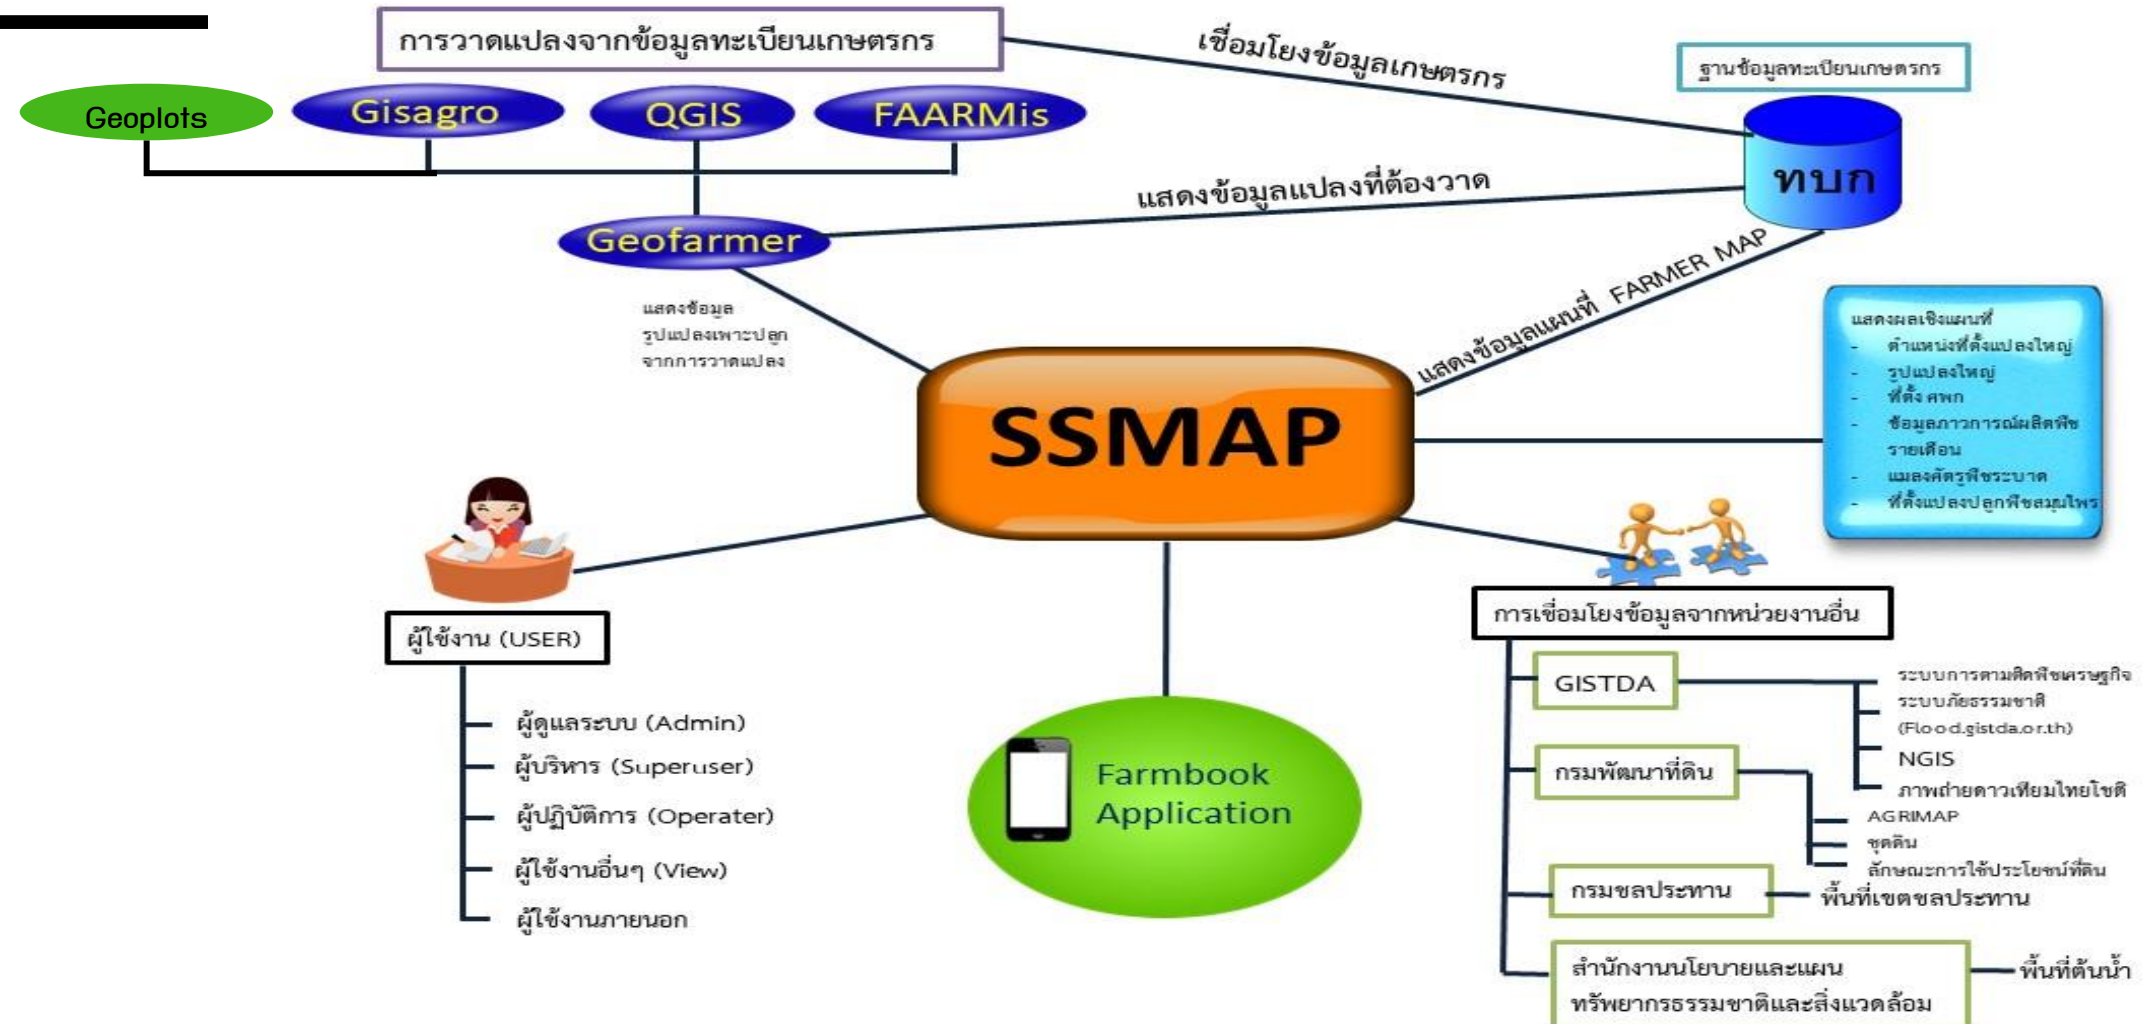 การวาดแปลงจากข้อมูลทะเบียนเกษตรกร
เชื่อมโยงข้อมูลเกษตรกร
ฐานข้อมูลทะเบียนเกษตรกร
Geoplots
Gisagro
QGIS
FAARMis
ทบก
แสดงข้อมูลแปลงที่ต้องวาด
Geofarmer
แสดงข้อมูล
รูปแปลงเพาะปลูก
จากการวาดแปลง
แสดงข้อมูลแผนที่ FARMER MAP
SSMAP
แสดงผลเชิงแผนที่
- ตำแหน่งที่ตั้งแปลงใหญ่
- รูปแปลงใหญ่
- ที่ตั้ง ศพก
- ข้อมูลภาวการณ์ผลิตพืช
รายเดือน
- แมลงศัตรูพืชระบาด
- ที่ตั้งแปลงปลูกพืชสมุนไพร
ผู้ใช้งาน (USER)
ผู้ดูแลระบบ (Admin)
ผู้บริหาร (Superuser)
ผู้ปฏิบัติการ (Operater)
ผู้ใช้งานอื่นๆ (View)
ผู้ใช้งานภายนอก
Farmbook
Application
การเชื่อมโยงข้อมูลจากหน่วยงานอื่น
GISTDA
ระบบการตามติดพืชเศรษฐกิจ
ระบบภัยธรรมชาติ
(Flood.gistda.or.th)
NGIS
ภาพถ่ายดาวเทียมไทยโชติ
กรมพัฒนาที่ดิน
AGRIMAP
ชุดดิน
ลักษณะการใช้ประโยชน์ที่ดิน
กรมชลประทาน
พื้นที่เขตชลประทาน
สำนักงานนโยบายและแผน
ทรัพยากรธรรมชาติและสิ่งแวดล้อม
พื้นที่ต้นน้ำ